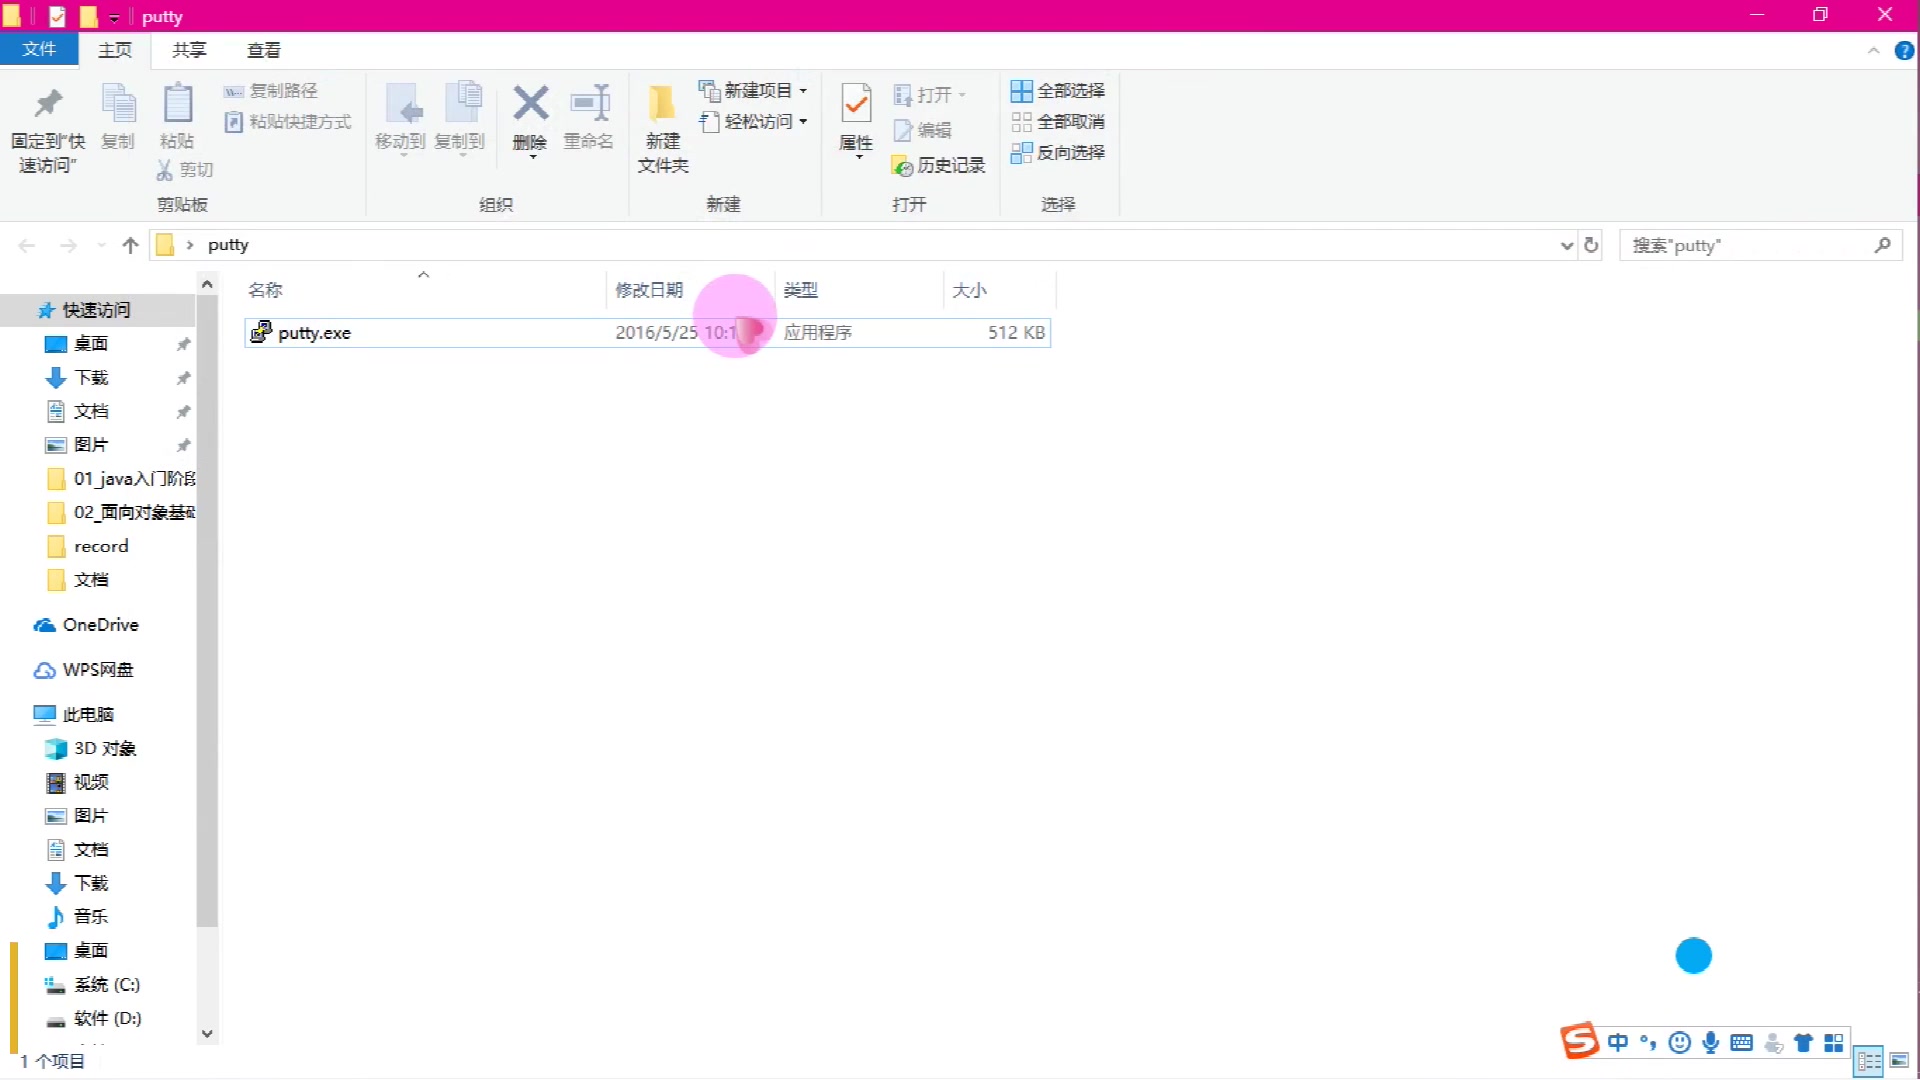 putty
文件 主页 共享 查看
固定到"快
速访问"
复制
粘贴
复制路径
粘贴快捷方式
剪切
剪贴板
移动到
复制到
删除
重命名
组织
新建
文件夹
新建项目
轻松访问
新建
属性
打开
编辑
历史记录
打开
全部选择
全部取消
反向选择
选择
putty
搜索"putty"
名称 修改日期 类型 大小
putty.exe 2016/5/25 10:1 应用程序 512 KB
快速访问
桌面
下载
文档
图片
01_java入门阶段
02_面向对象基础
record
文档
OneDrive
WPS网盘
此电脑
3D 对象
视频
图片
文档
下载
音乐
桌面
系统 (C:)
软件 (D:)
1 个项目
中